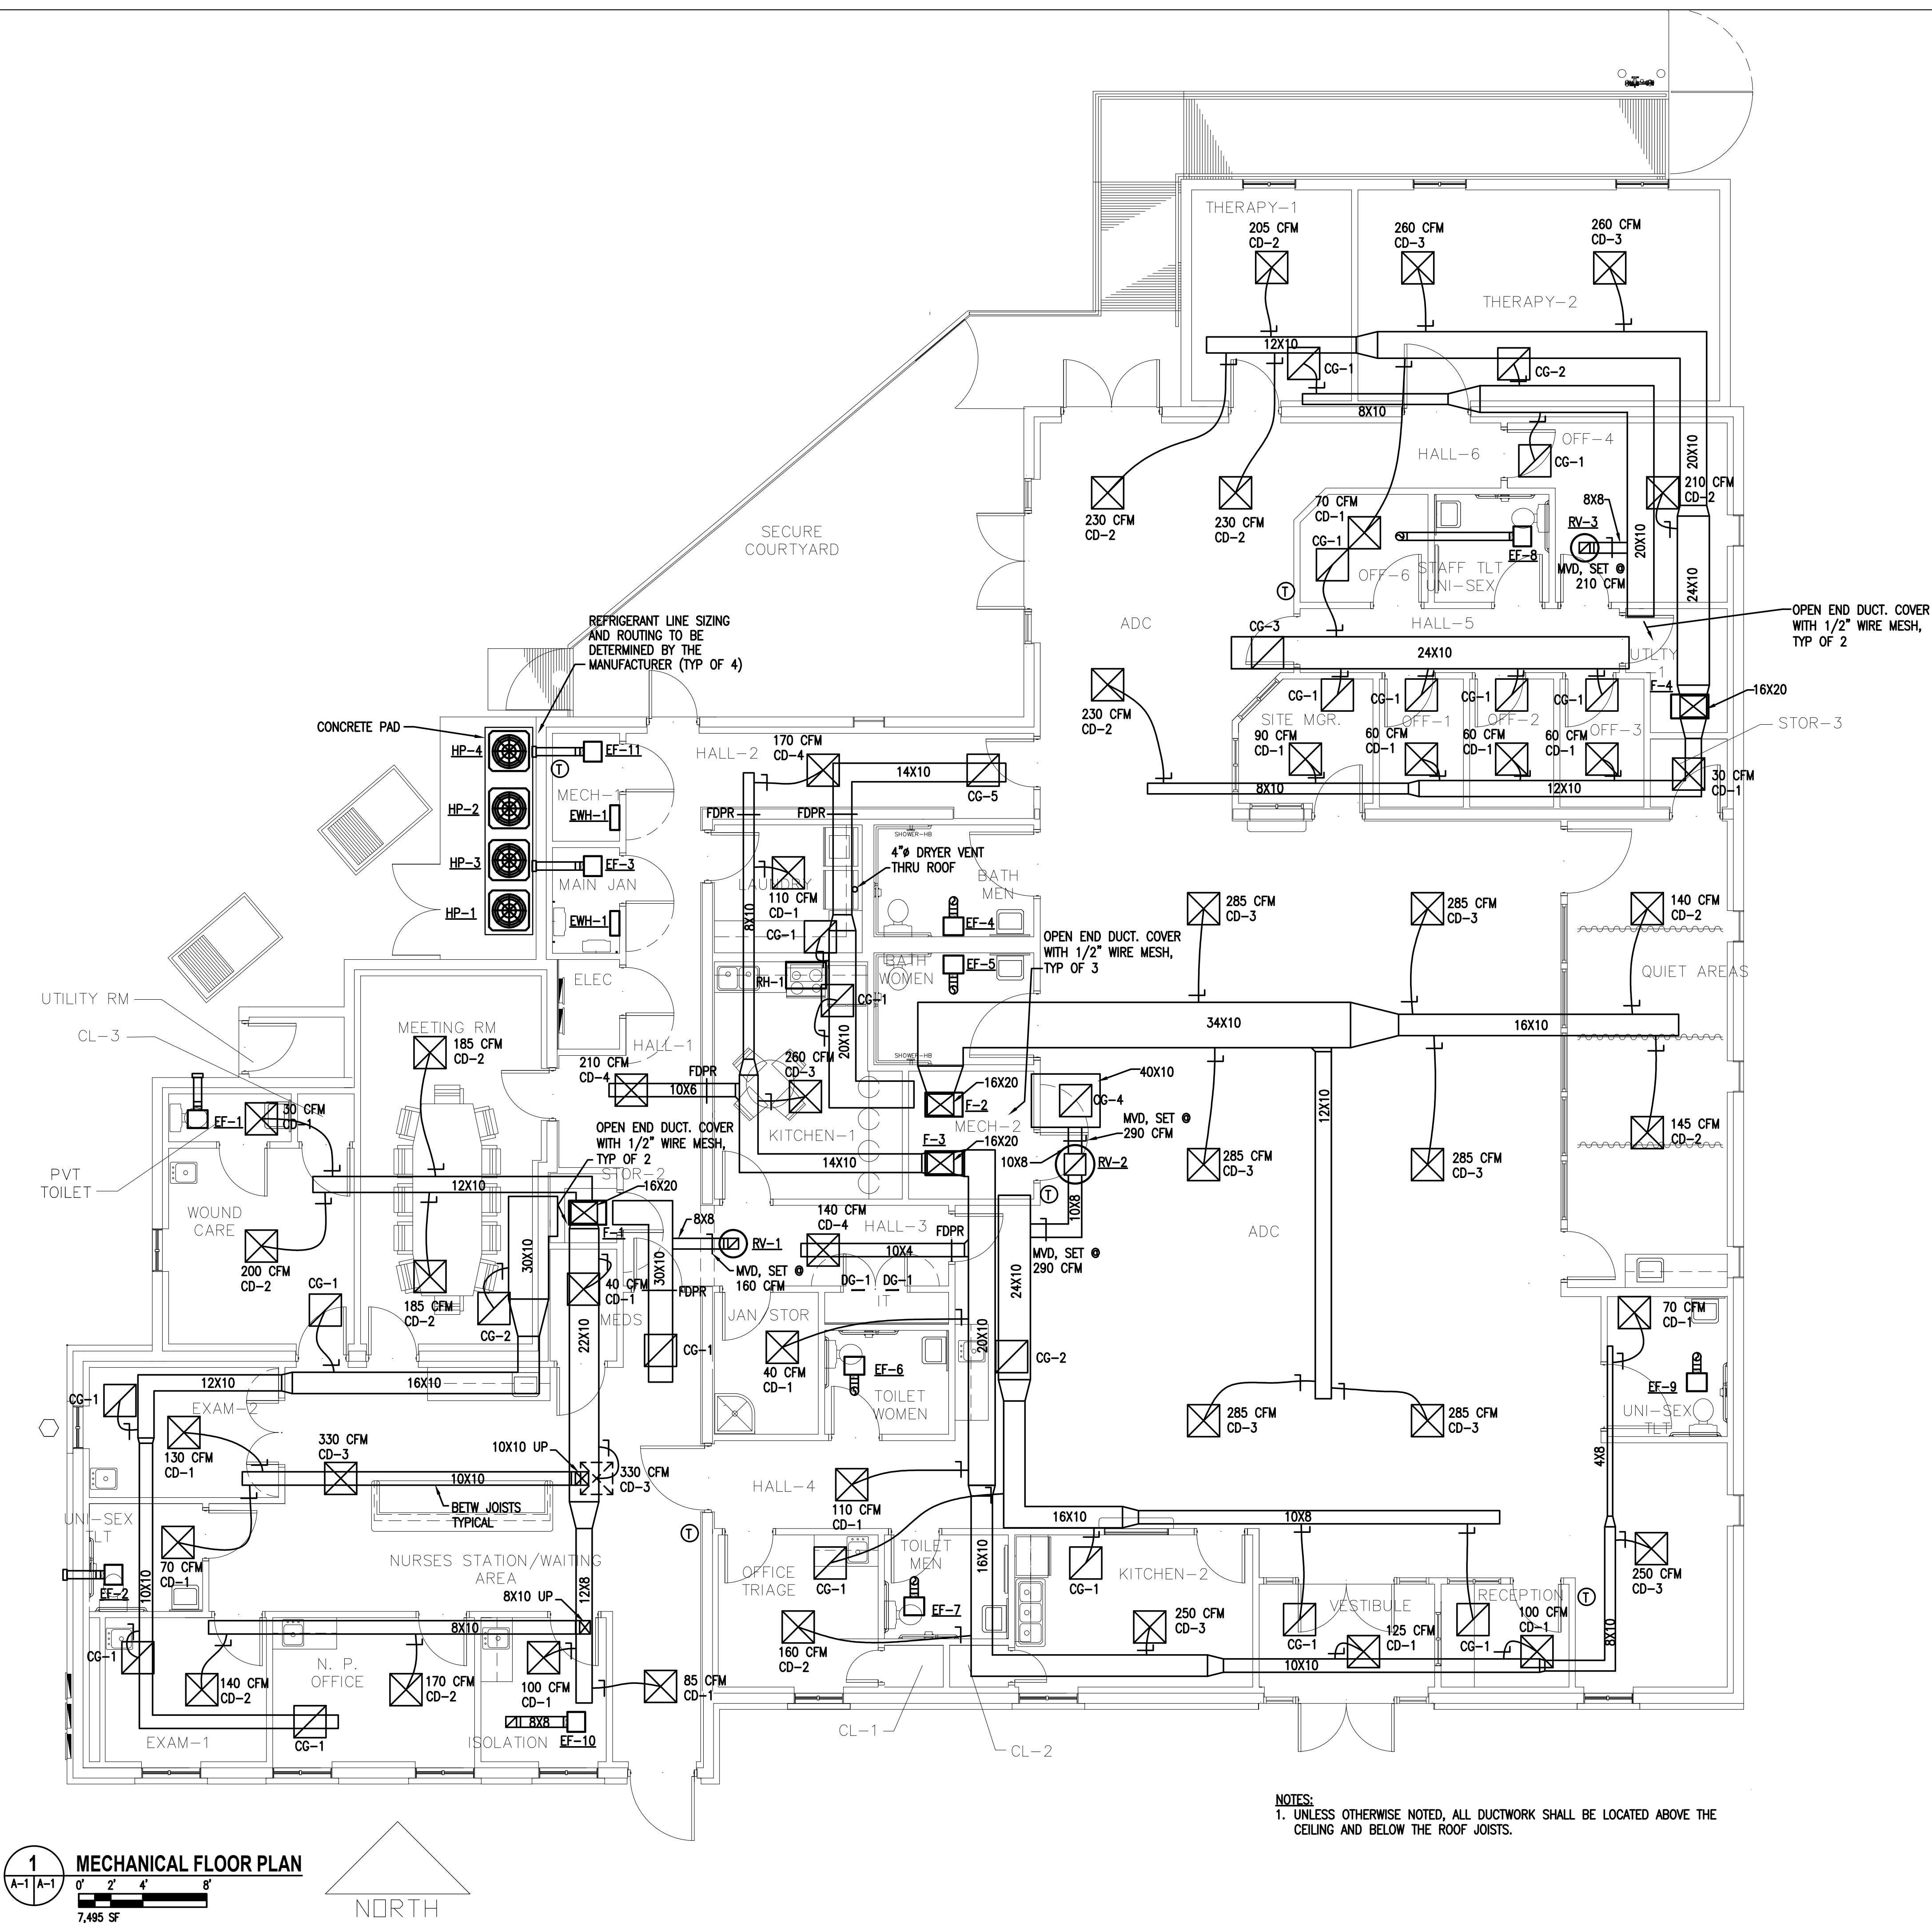 THERAPY-1
205 CFM
CD-2
260 CFM
CD-3
260 CFM
CD-3
THERAPY-2
12X10
CG-1
CG-2
8X10
OFF-4
HALL-6
CG-1
20X10
210 CFM
CD-2
230 CFM
CD-2
230 CFM
CD-2
70 CFM
CD-1
CG-1
OFF-6
EF-8
STAFF TLT
UNI-SEX
8X8
RV-3
MVD, SET @
210 CFM
20X10
24X10
SECURE
COURTYARD
ADC
HALL-5
OPEN END DUCT. COVER
WITH 1/2" WIRE MESH,
TYP OF 2
REFRIGERANT LINE SIZING
AND ROUTING TO BE
DETERMINED BY THE
MANUFACTURER (TYP OF 4)
CG-3
24X10
UTLTY
-1
F-4
16X20
STOR-3
CG-1
CG-1
CG-1
CG-1
SITE MGR.
OFF-1
OFF-2
OFF-3
230 CFM
CD-2
90 CFM
CD-1
60 CFM
CD-1
60 CFM
CD-1
60 CFM
CD-1
30 CFM
CD-1
8X10
12X10
CONCRETE PAD
HP-4
EF-11
MECH-1
HP-2
EWH-1
HP-3
EF-3
MAIN JAN
HP-1
EWH-1
HALL-2
170 CFM
CD-4
14X10
CG-5
FDPR
FDPR
SHOWER-HB
4"ø DRYER VENT
THRU ROOF
LAUNDRY
110 CFM
CD-1
8X10
CG-1
BATH
MEN
EF-4
EF-5
BATH
WOMEN
OPEN END DUCT. COVER
WITH 1/2" WIRE MESH,
TYP OF 3
285 CFM
CD-3
285 CFM
CD-3
140 CFM
CD-2
QUIET AREAS
ELEC
RH-1
CG-1
20X10
34X10
16X10
SHOWER-HB
UTILITY RM
CL-3
MEETING RM
185 CFM
CD-2
HALL-1
210 CFM
CD-4
FDPR
10X6
260 CFM
CD-3
KITCHEN-1
16X20
F-2
MECH-2
40X10
CG-4
MVD, SET @
290 CFM
12X10
EF-1
30 CFM
CD-1
PVT
TOILET
OPEN END DUCT. COVER
WITH 1/2" WIRE MESH,
TYP OF 2
F-3
16X20
14X10
10X8
RV-2
285 CFM
CD-3
285 CFM
CD-3
145 CFM
CD-2
12X10
STOR-2
16X20
WOUND
CARE
200 CFM
CD-2
F-1
8X8
RV-1
MVD, SET @
160 CFM
30X10
30X10
140 CFM
CD-4
HALL-3
FDPR
10X4
10X8
MVD, SET @
290 CFM
ADC
CG-1
185 CFM
CD-2
CG-2
40 CFM
CD-1
MEDS
FDPR
CG-1
22X10
DG-1
DG-1
IT
JAN STOR
40 CFM
CD-1
EF-6
TOILET
WOMEN
20X10
24X10
CG-2
70 CFM
CD-1
EF-9
UNI-SEX
TLT
CG-1
12X10
16X10
EXAM-2
130 CFM
CD-1
330 CFM
CD-3
10X10 UP
330 CFM
CD-3
10X10
BETW JOISTS
TYPICAL
285 CFM
CD-3
285 CFM
CD-3
4X8
HALL-4
110 CFM
CD-1
16X10
10X8
UNI-SEX
TLT
70 CFM
CD-1
EF-2
10X10
NURSES STATION/WAITING
AREA
8X10 UP
12X8
OFFICE
TRIAGE
CG-1
TOILET
MEN
EF-7
16X10
CG-1
KITCHEN-2
CG-1
VESTIBULE
CG-1
RECEPTION
250 CFM
CD-3
8X10
8X10
CG-1
140 CFM
CD-2
N. P.
OFFICE
170 CFM
CD-2
100 CFM
CD-1
85 CFM
CD-1
160 CFM
CD-2
250 CFM
CD-3
125 CFM
CD-1
100 CFM
CD-1
10X10
8X8
EF-10
EXAM-1
CG-1
ISOLATION
CL-1
CL-2
NOTES:
1. UNLESS OTHERWISE NOTED, ALL DUCTWORK SHALL BE LOCATED ABOVE THE
CEILING AND BELOW THE ROOF JOISTS.
1
A-1 A-1
MECHANICAL FLOOR PLAN
0' 2' 4' 8'
7,495 SF
NORTH
T
T
T
T
T